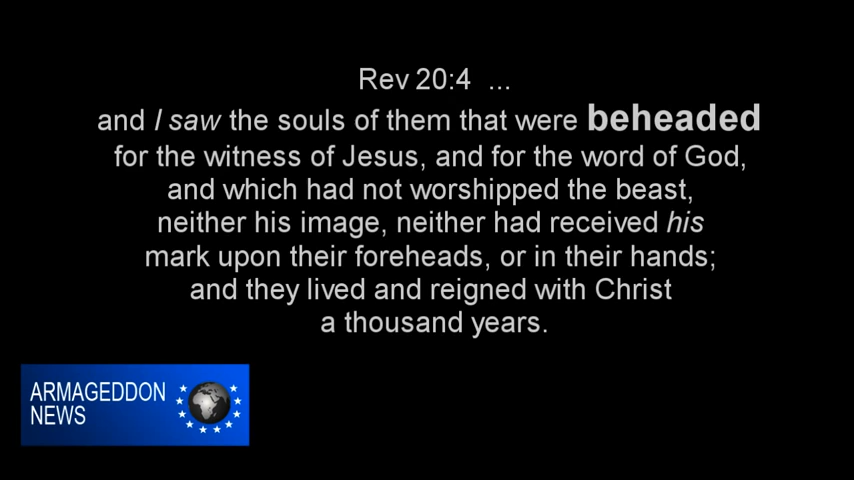 Rev 20:4 ...
and I saw the souls of them that were beheaded
for the witness of Jesus, and for the word of God,
and which had not worshipped the beast,
neither his image, neither had received his
mark upon their foreheads, or in their hands;
and they lived and reigned with Christ
a thousand years.
ARMAGEDDON
NEWS